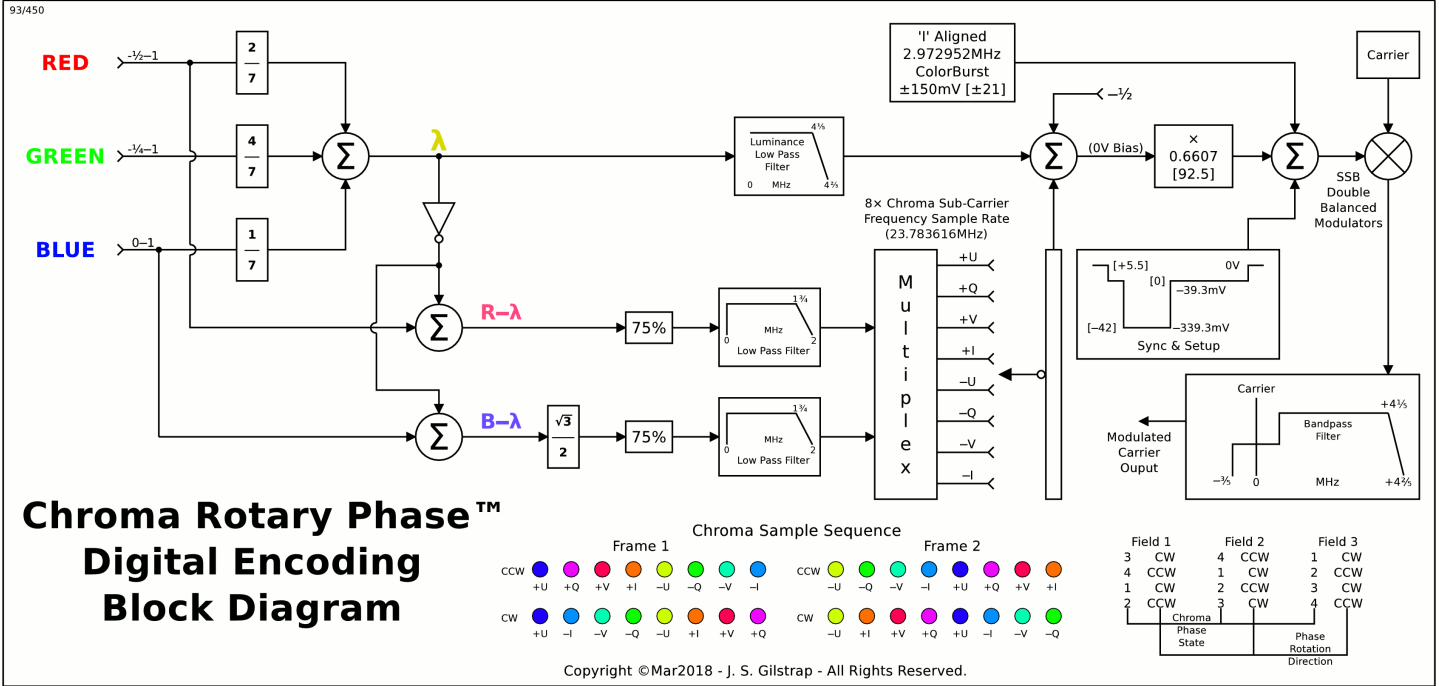 93/450
RED
-½–1
2
7
GREEN
-¼–1
4
7
BLUE
0–1
1
7
Σ
λ
'I' Aligned
2.972952MHz
ColorBurst
±150mV [±21]
Carrier
–½
4⅕
Luminance
Low Pass
Filter
0 MHz 4⅖
Σ
(0V Bias)
×
0.6607
[92.5]
Σ
SSB
Double
Balanced
Modulators
8× Chroma Sub-Carrier
Frequency Sample Rate
(23.783616MHz)
Multiplex
+U
+Q
+V
+I
−U
−Q
−V
−I
[+5.5]
0V
[0]
−39.3mV
[−42]
−339.3mV
Sync & Setup
Σ
R−λ
75%
1¾
MHz
0 2
Low Pass Filter
Σ
B−λ
√3
2
75%
1¾
MHz
0 2
Low Pass Filter
Carrier
+4⅕
Bandpass
Filter
−⅗ 0 MHz +4⅖
Modulated
Carrier
Ouput
Chroma Rotary Phase™
Digital Encoding
Block Diagram
Chroma Sample Sequence
Frame 1 Frame 2
CCW CCW
+U +Q +V +I −U −Q −V −I −U −Q −V −I +U +Q +V +I
CW CW
+U −I −V −Q −U +I +V +Q −U +I +V +Q +U −I −V −Q
Field 1 Field 2 Field 3
3 CW 4 CCW 1 CW
4 CCW 1 CW 2 CCW
1 CW 2 CCW 3 CW
2 CCW 3 CW 4 CCW
Chroma
Phase
State
Phase
Rotation
Direction
Copyright ©Mar2018 - J. S. Gilstrap - All Rights Reserved.